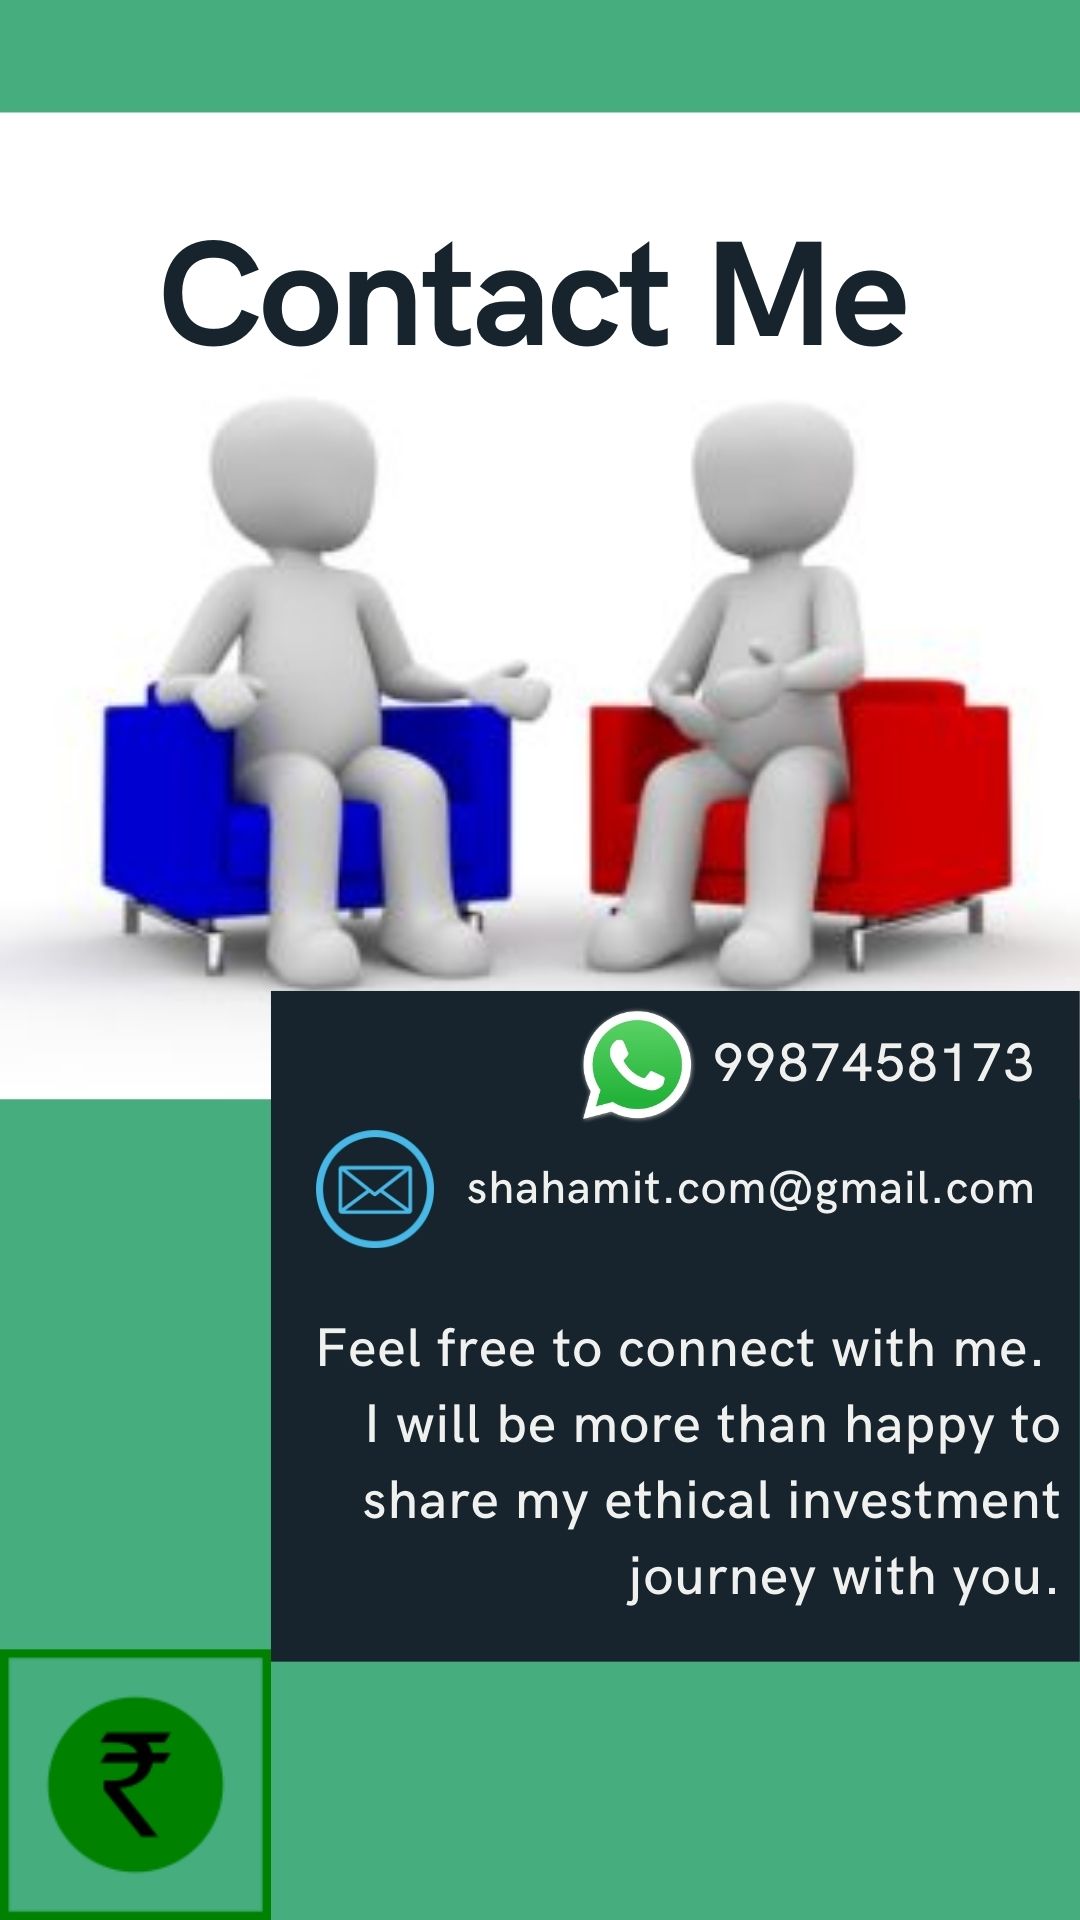 Contact Me
9987458173
shahamit.com@gmail.com
Feel free to connect with me.
I will be more than happy to
share my ethical investment
journey with you.
₹